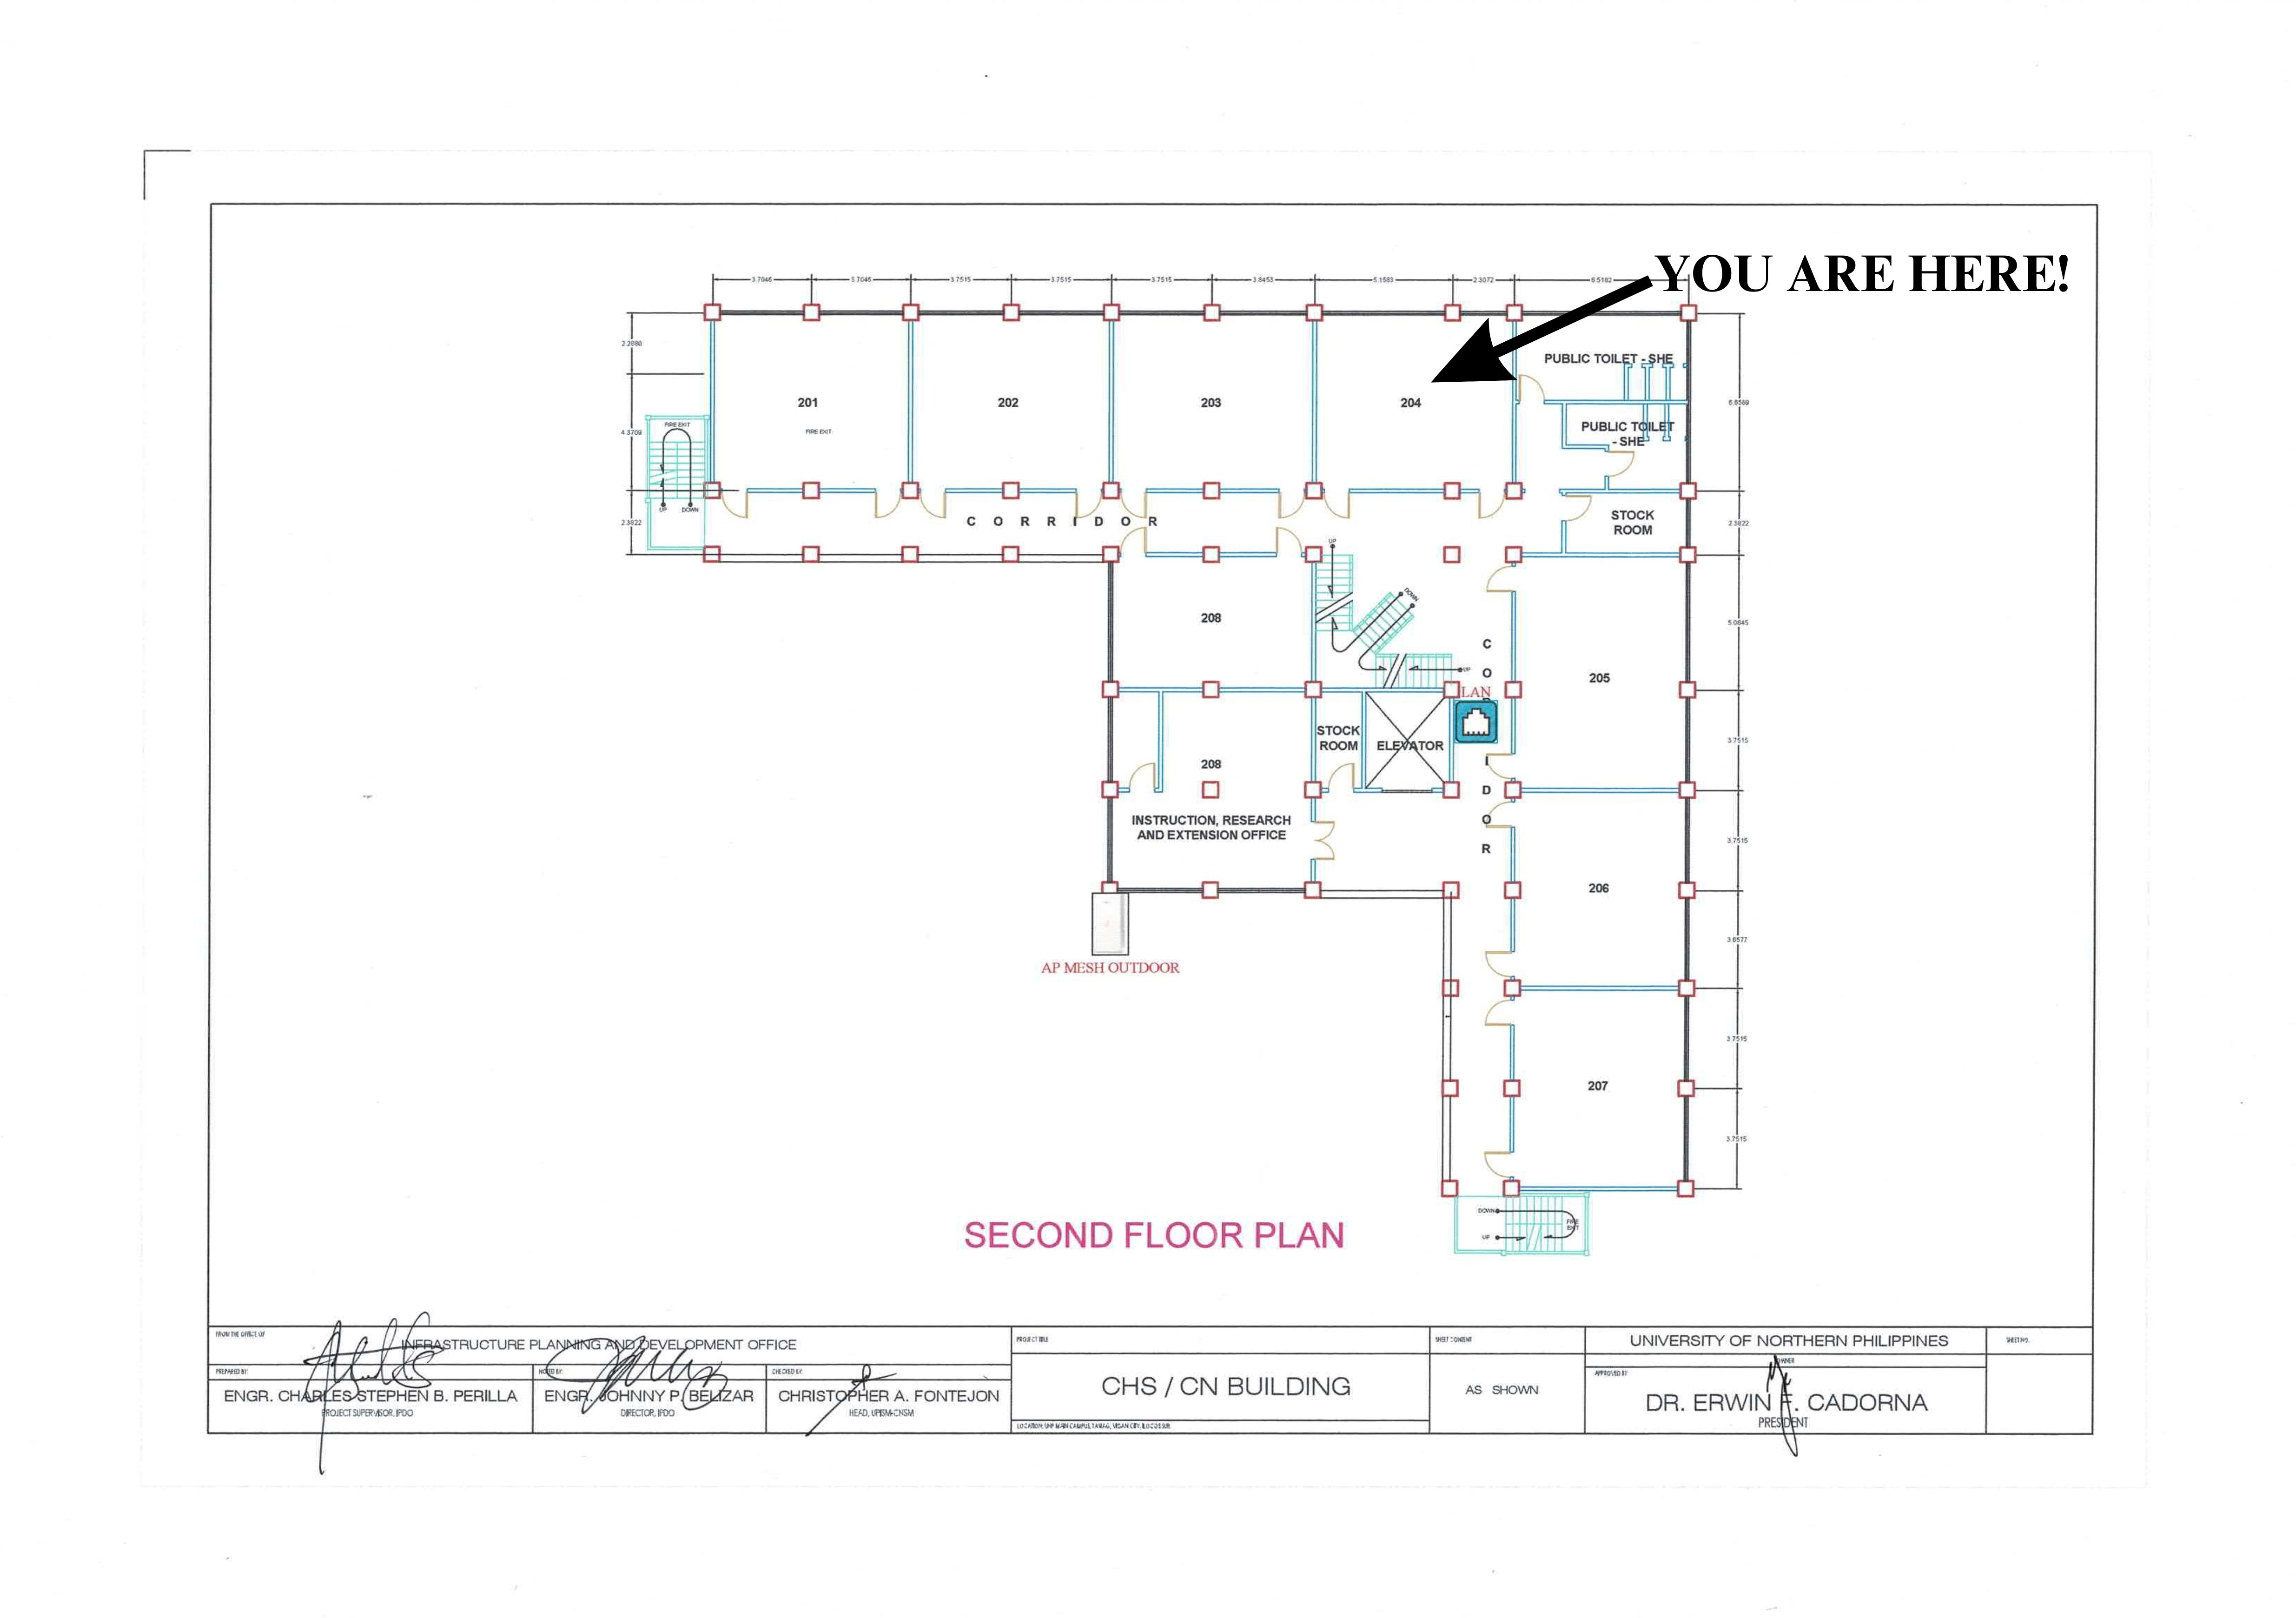 YOU ARE HERE!
3.7046
3.7046
3.7515
3.7515
3.7515
3.8453
5.1583
2.3072
6.5182
2.2880
4.3709
2.3822
6.8589
2.3822
5.0645
3.7515
3.7515
3.6577
3.7515
3.7515
PUBLIC TOILET - SHE
PUBLIC TOILET
- SHE
201
FIRE EXIT
202
203
204
FIRE EXIT
UP
DOWN
C O R R I D O R
STOCK
ROOM
UP
DOWN
UP
208
205
C
O
LAN
I
D
O
R
STOCK
ROOM
ELEVATOR
208
INSTRUCTION, RESEARCH
AND EXTENSION OFFICE
206
AP MESH OUTDOOR
207
DOWN
UP
FIRE
EXIT
SECOND FLOOR PLAN
FROM THE OFFICE OF
INFRASTRUCTURE PLANNING AND DEVELOPMENT OFFICE
PREPARED BY:
ENGR. CHARLES STEPHEN B. PERILLA
PROJECT SUPERVISOR, IPDO
NOTED BY:
ENGR. JOHNNY P. BELIZAR
DIRECTOR, IPDO
CHECKED BY:
CHRISTOPHER A. FONTEJON
HEAD, UPISM-CNSM
PROJECT TITLE
CHS / CN BUILDING
LOCATION: UNP MAIN CAMPUS, TAMAG, VIGAN CITY, ILOCOS SUR
SHEET CONTENT
AS SHOWN
UNIVERSITY OF NORTHERN PHILIPPINES
OWNER
APPROVED BY
DR. ERWIN F. CADORNA
PRESIDENT
SHEET NO.